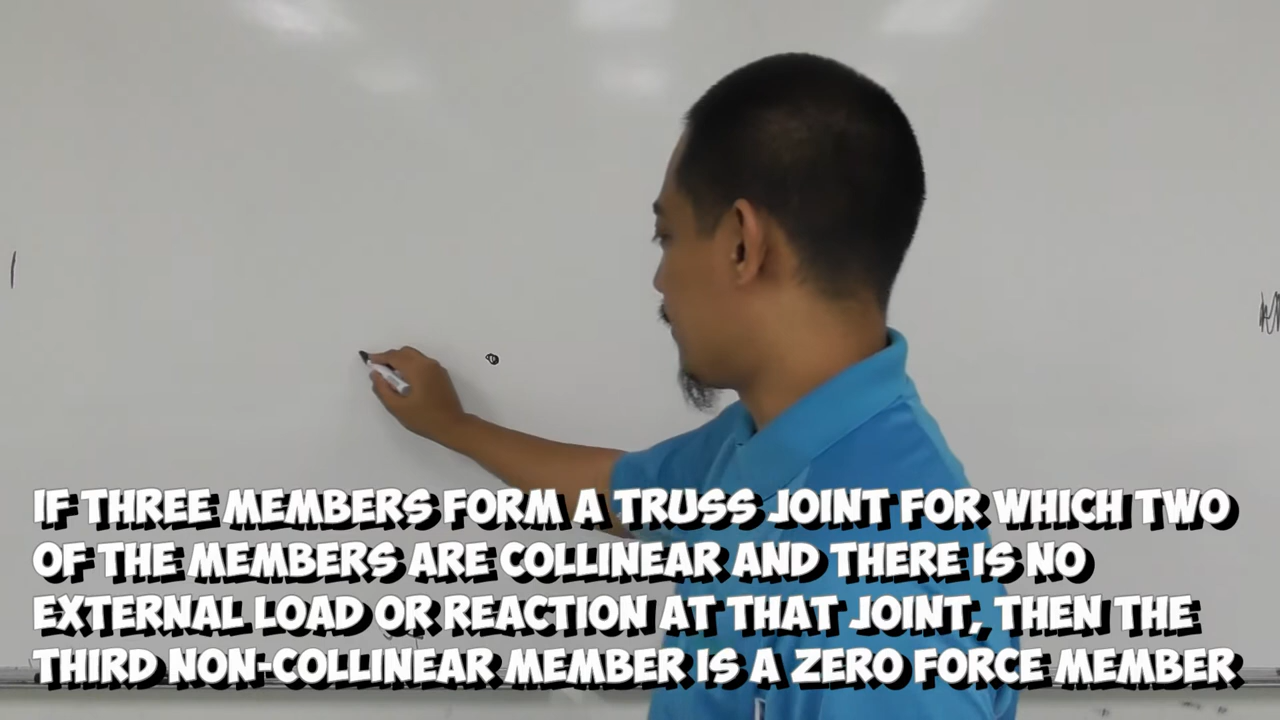 IF THREE MEMBERS FORM A TRUSS JOINT FOR WHICH TWO
OF THE MEMBERS ARE COLLINEAR AND THERE IS NO
EXTERNAL LOAD OR REACTION AT THAT JOINT, THEN THE
THIRD NON-COLLINEAR MEMBER IS A ZERO FORCE MEMBER